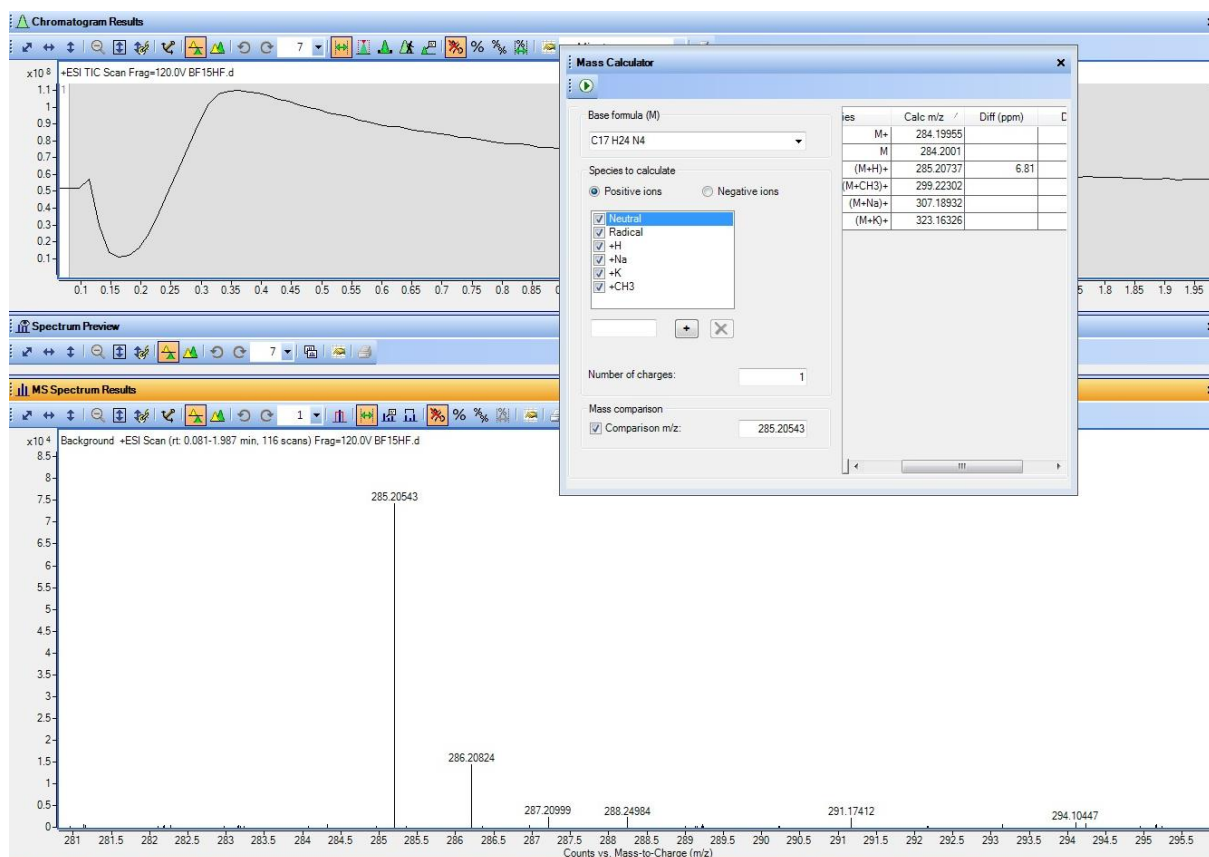 Chromatogram Results
7
Minutes
x10 8
+ESI TIC Scan Frag=120.0V BF15HF.d
1.1
1
1
0.9
0.8
0.7
0.6
0.5
0.4
0.3
0.2
0.1
0.1 0.15 0.2 0.25 0.3 0.35 0.4 0.45 0.5 0.55 0.6 0.65 0.7 0.75 0.8 0.85 1.8 1.85 1.9 1.95
Mass Calculator
Base formula (M)
C17 H24 N4
Species to calculate
Positive ions Negative ions
Neutral
Radical
+H
+Na
+K
+CH3
+
Number of charges: 1
Mass comparison
Comparison m/z: 285.20543
ies Calc m/z / Diff (ppm)
M+ 284.19955
M 284.2001
(M+H)+ 285.20737 6.81
(M+CH3)+ 299.22302
(M+Na)+ 307.18932
(M+K)+ 323.16326
Spectrum Preview
7
MS Spectrum Results
1
x10 4
Background +ESI Scan (rt: 0.081-1.987 min, 116 scans) Frag=120.0V BF15HF.d
8.5
8
7.5
7
6.5
6
5.5
5
4.5
4
3.5
3
2.5
2
1.5
1
0.5
0
285.20543
286.20824
287.20999
288.24984
291.17412
294.10447
281 281.5 282 282.5 283 283.5 284 284.5 285 285.5 286 286.5 287 287.5 288 288.5 289 289.5 290 290.5 291 291.5 292 292.5 293 293.5 294 294.5 295 295.5
Counts vs. Mass-to-Charge (m/z)